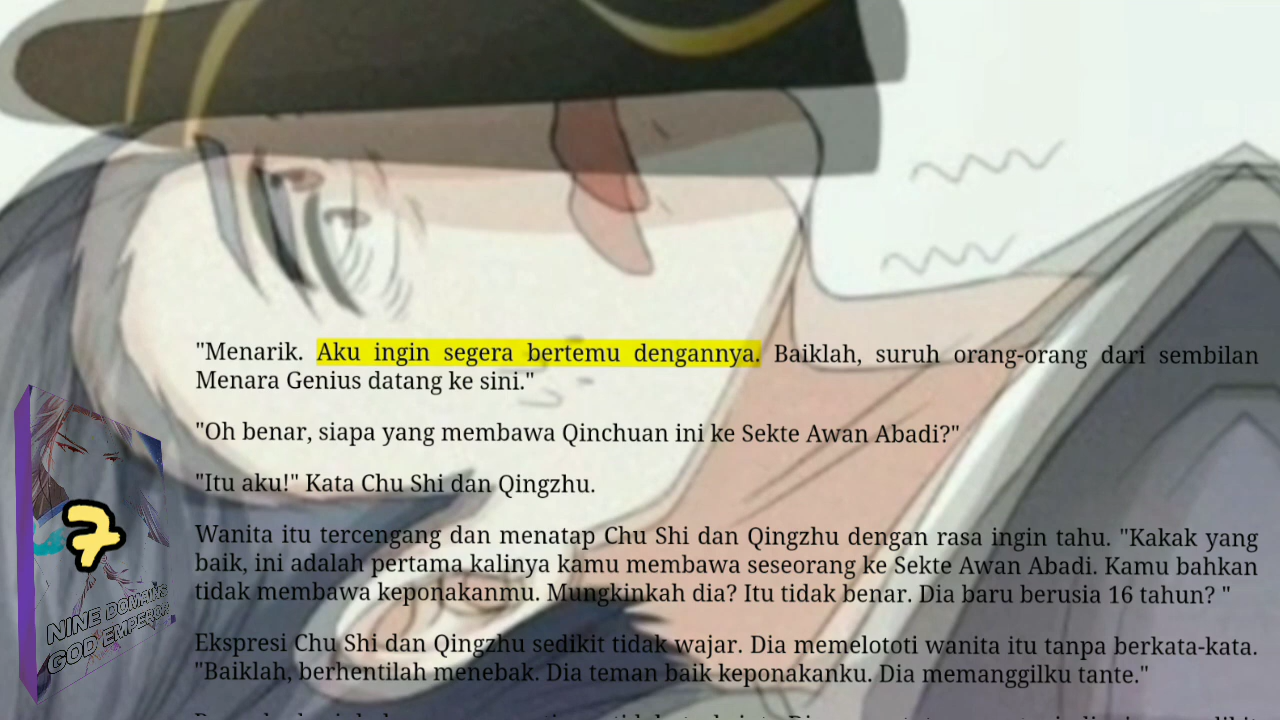 "Menarik. Aku ingin segera bertemu dengannya. Baiklah, suruh orang-orang dari sembilan
Menara Genius datang ke sini."
"Oh benar, siapa yang membawa Qinchuan ini ke Sekte Awan Abadi?"
"Itu aku!" Kata Chu Shi dan Qingzhu.
Wanita itu tercengang dan menatap Chu Shi dan Qingzhu dengan rasa ingin tahu. "Kakak yang
baik, ini adalah pertama kalinya kamu membawa seseorang ke Sekte Awan Abadi. Kamu bahkan
tidak membawa keponakanmu. Mungkinkah dia? Itu tidak benar. Dia baru berusia 16 tahun? "
Ekspresi Chu Shi dan Qingzhu sedikit tidak wajar. Dia memelototi wanita itu tanpa berkata-kata.
"Baiklah, berhentilah menebak. Dia teman baik keponakanku. Dia memanggilku tante."
7
NINE DOMAINS
GOD EMPEROR